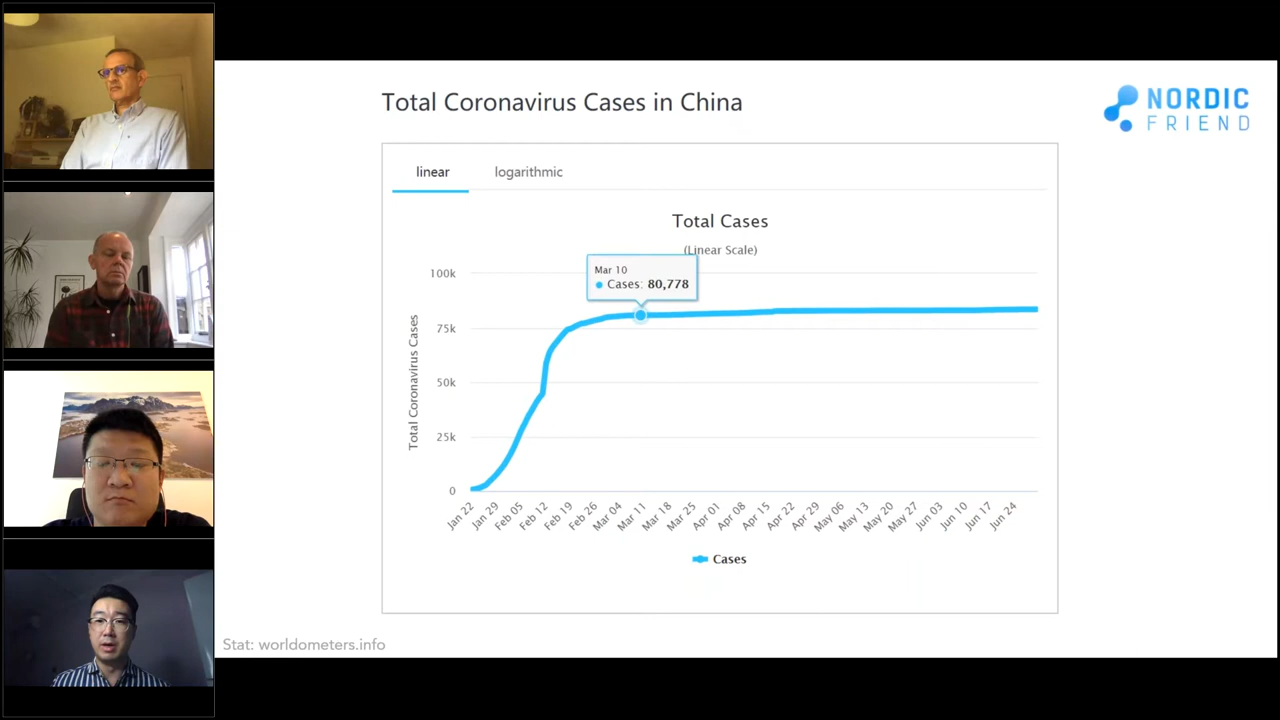 Total Coronavirus Cases in China
NORDIC
FRIEND
linear
logarithmic
Total Cases
(Linear Scale)
Mar 10
Cases: 80,778
Total Coronavirus Cases
100k
75k
50k
25k
0
Jan 22
Jan 29
Feb 05
Feb 12
Feb 19
Feb 26
Mar 04
Mar 11
Mar 18
Mar 25
Apr 01
Apr 08
Apr 15
Apr 22
Apr 29
May 06
May 13
May 20
May 27
Jun 03
Jun 10
Jun 17
Jun 24
Cases
Stat: worldometers.info